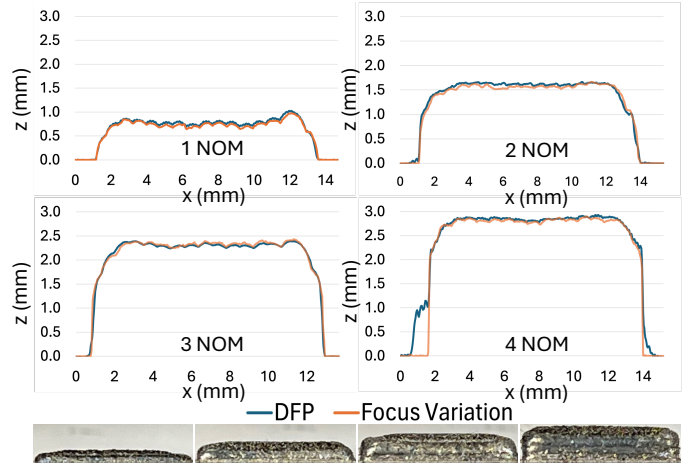 3.0 3.0
2.5 2.5
2.0 2.0
z (mm) 1.5 z (mm) 1.5
1.0 1.0
0.5 1 NOM 0.5 2 NOM
0.0 0.0
0 2 4 6 8 10 12 14 0 2 4 6 8 10 12 14
x (mm) x (mm)
3.0 3.0
2.5 2.5
2.0 2.0
z (mm) 1.5 z (mm) 1.5
1.0 1.0
0.5 3 NOM 0.5 4 NOM
0.0 0.0
0 2 4 6 8 10 12 0 2 4 6 8 10 12 14
x (mm) x (mm)
DFP Focus Variation